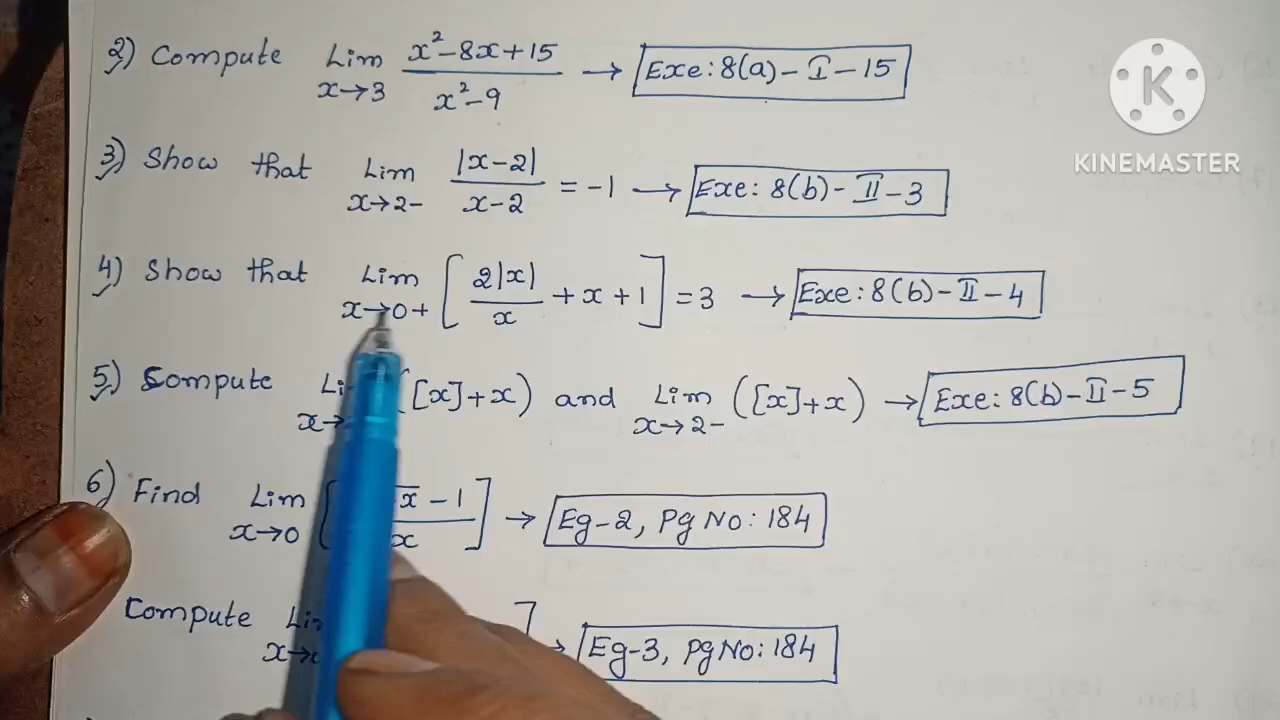 2) Compute Lim x→3 x²-8x+15 / x²-9 → Exe: 8(a)-I-15
K
KINEMASTER
3) Show that Lim x→2- |x-2| / x-2 = -1 → Exe: 8(b)-II-3
4) Show that Lim x→0+ [ 2|x| / x + x + 1 ] = 3 → Exe: 8(b)-II-4
5) Compute ([x]+x) and Lim x→2- ([x]+x) → Exe: 8(b)-II-5
6) Find Lim x→0 [ x - 1 / x ] → Eg-2, Pg No: 184
Compute ] → Eg-3, Pg No: 184